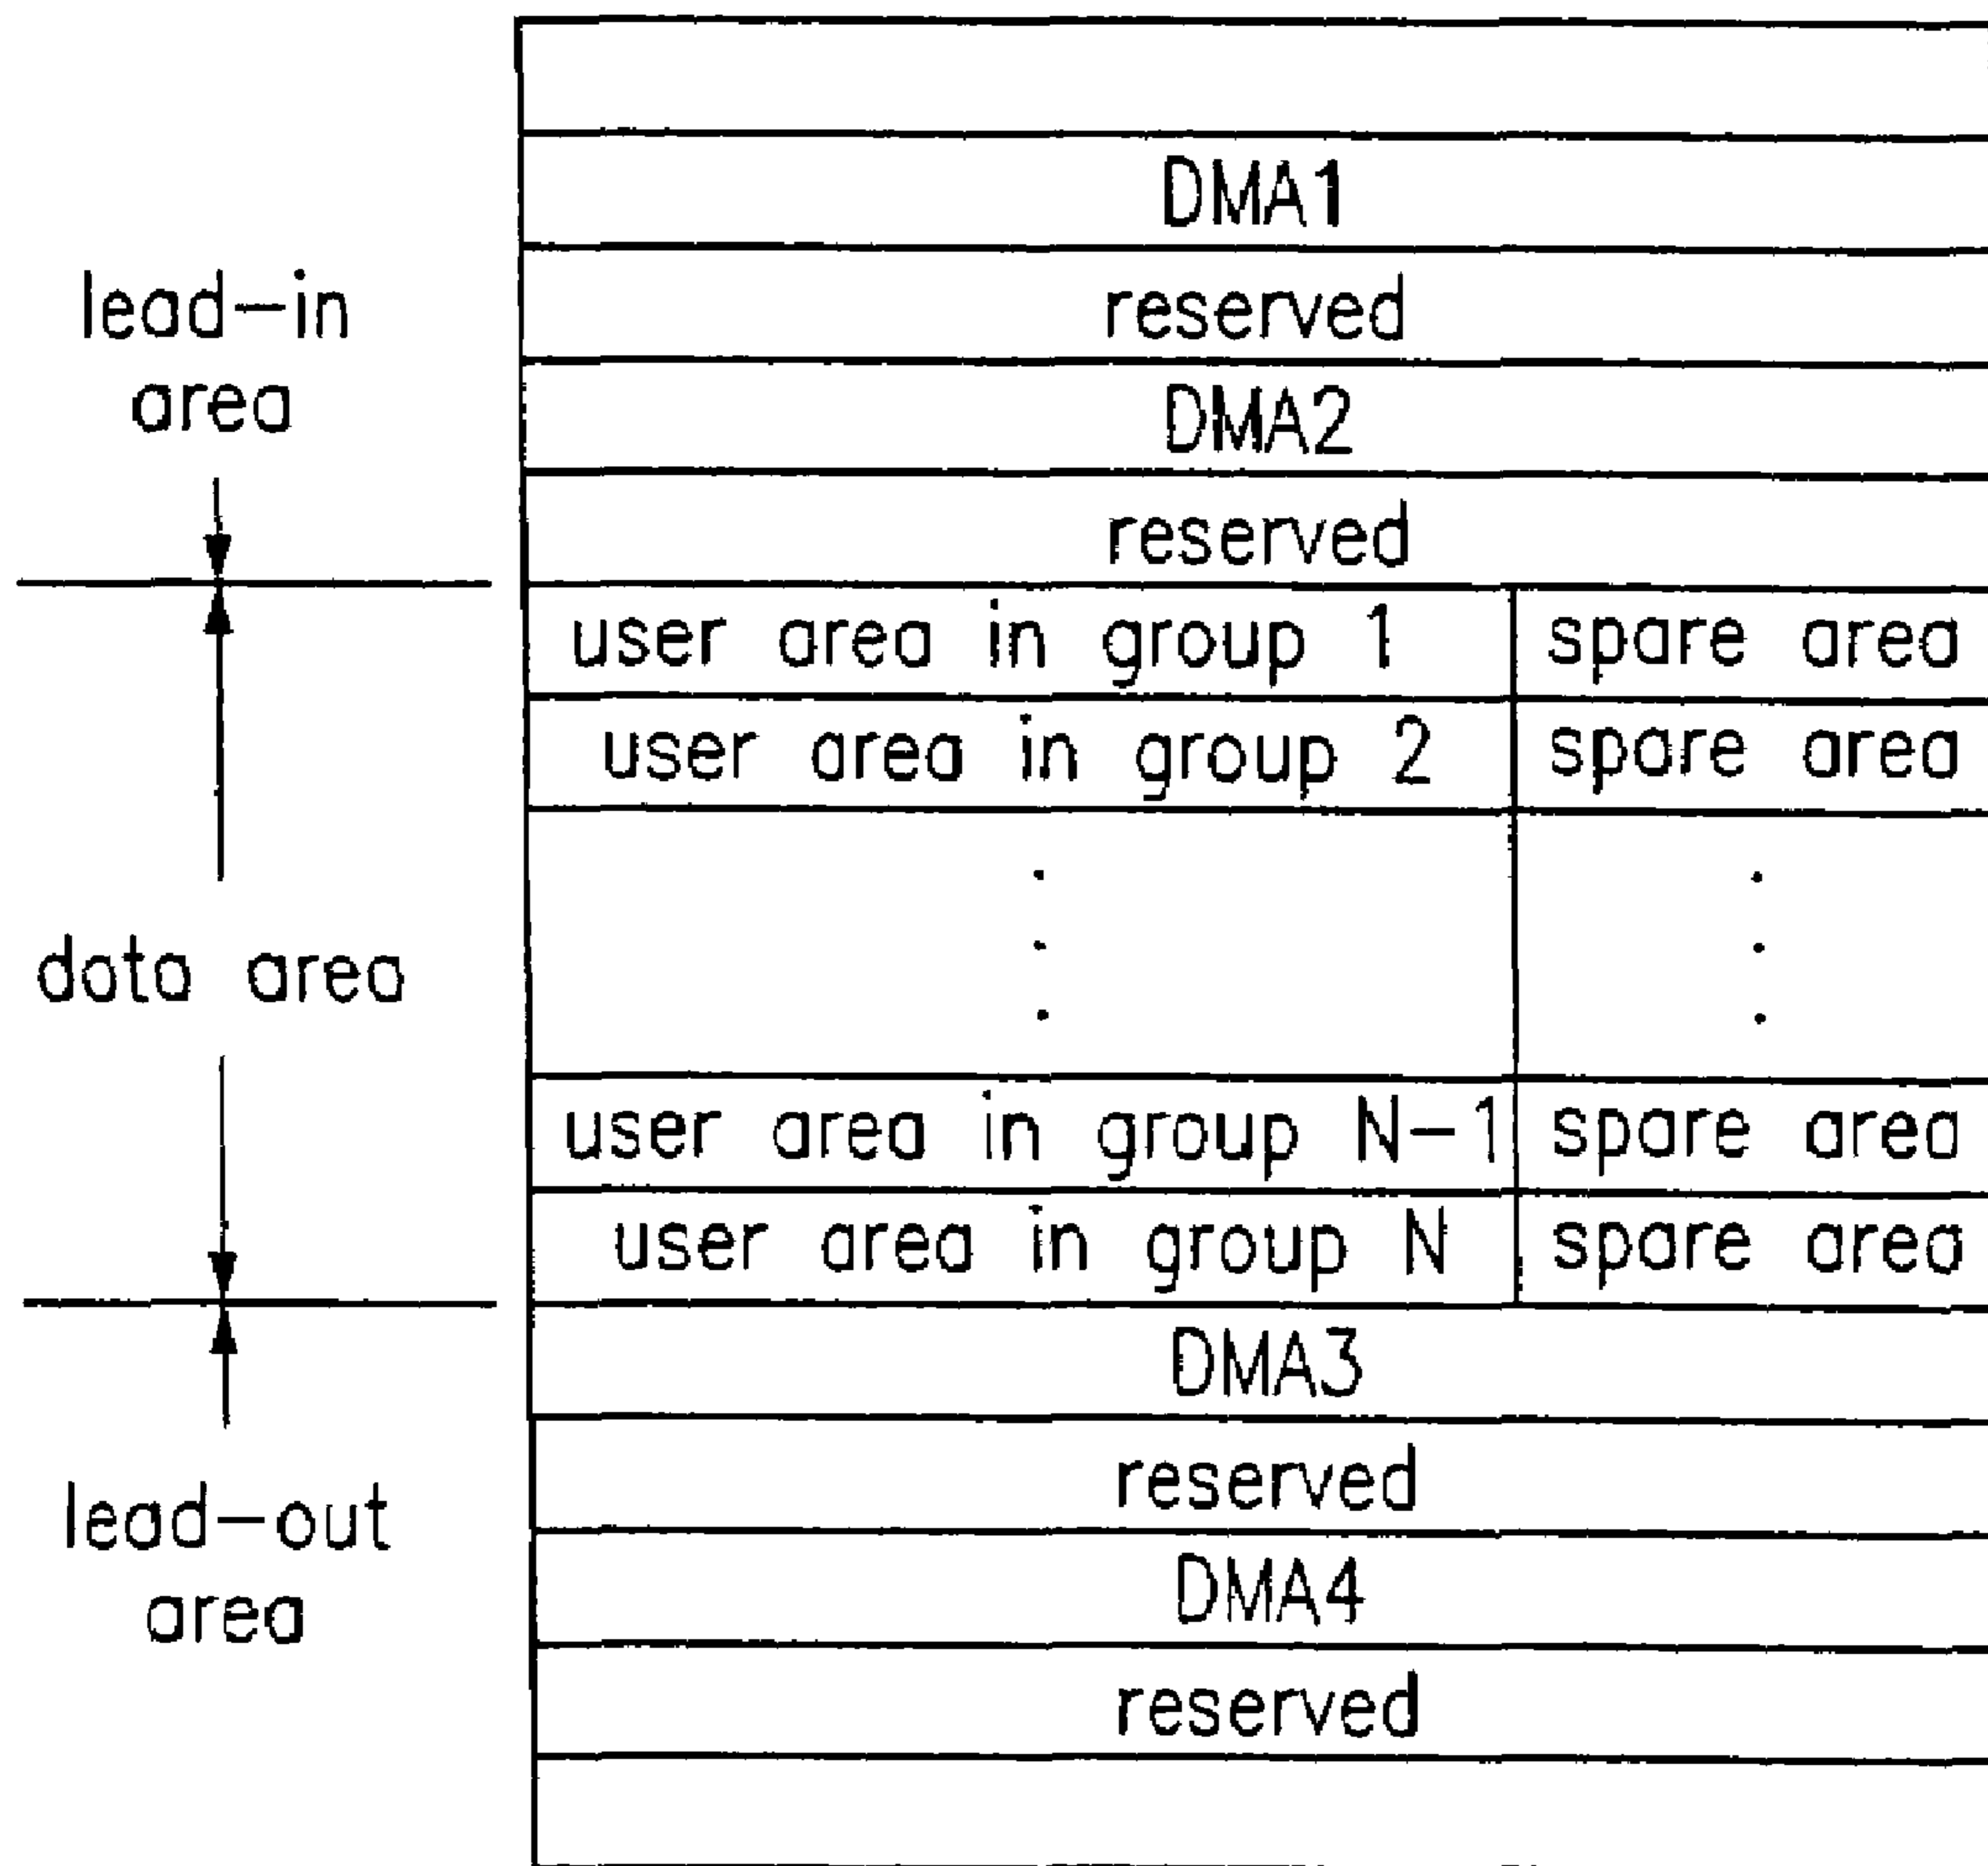 DMA1
reserved
lead-in
area
DMA2
reserved
user area in group 1 spare area
user area in group 2 spare area
data area
user area in group N-1 spare area
user area in group N spare area
DMA3
reserved
lead-out
area
DMA4
reserved